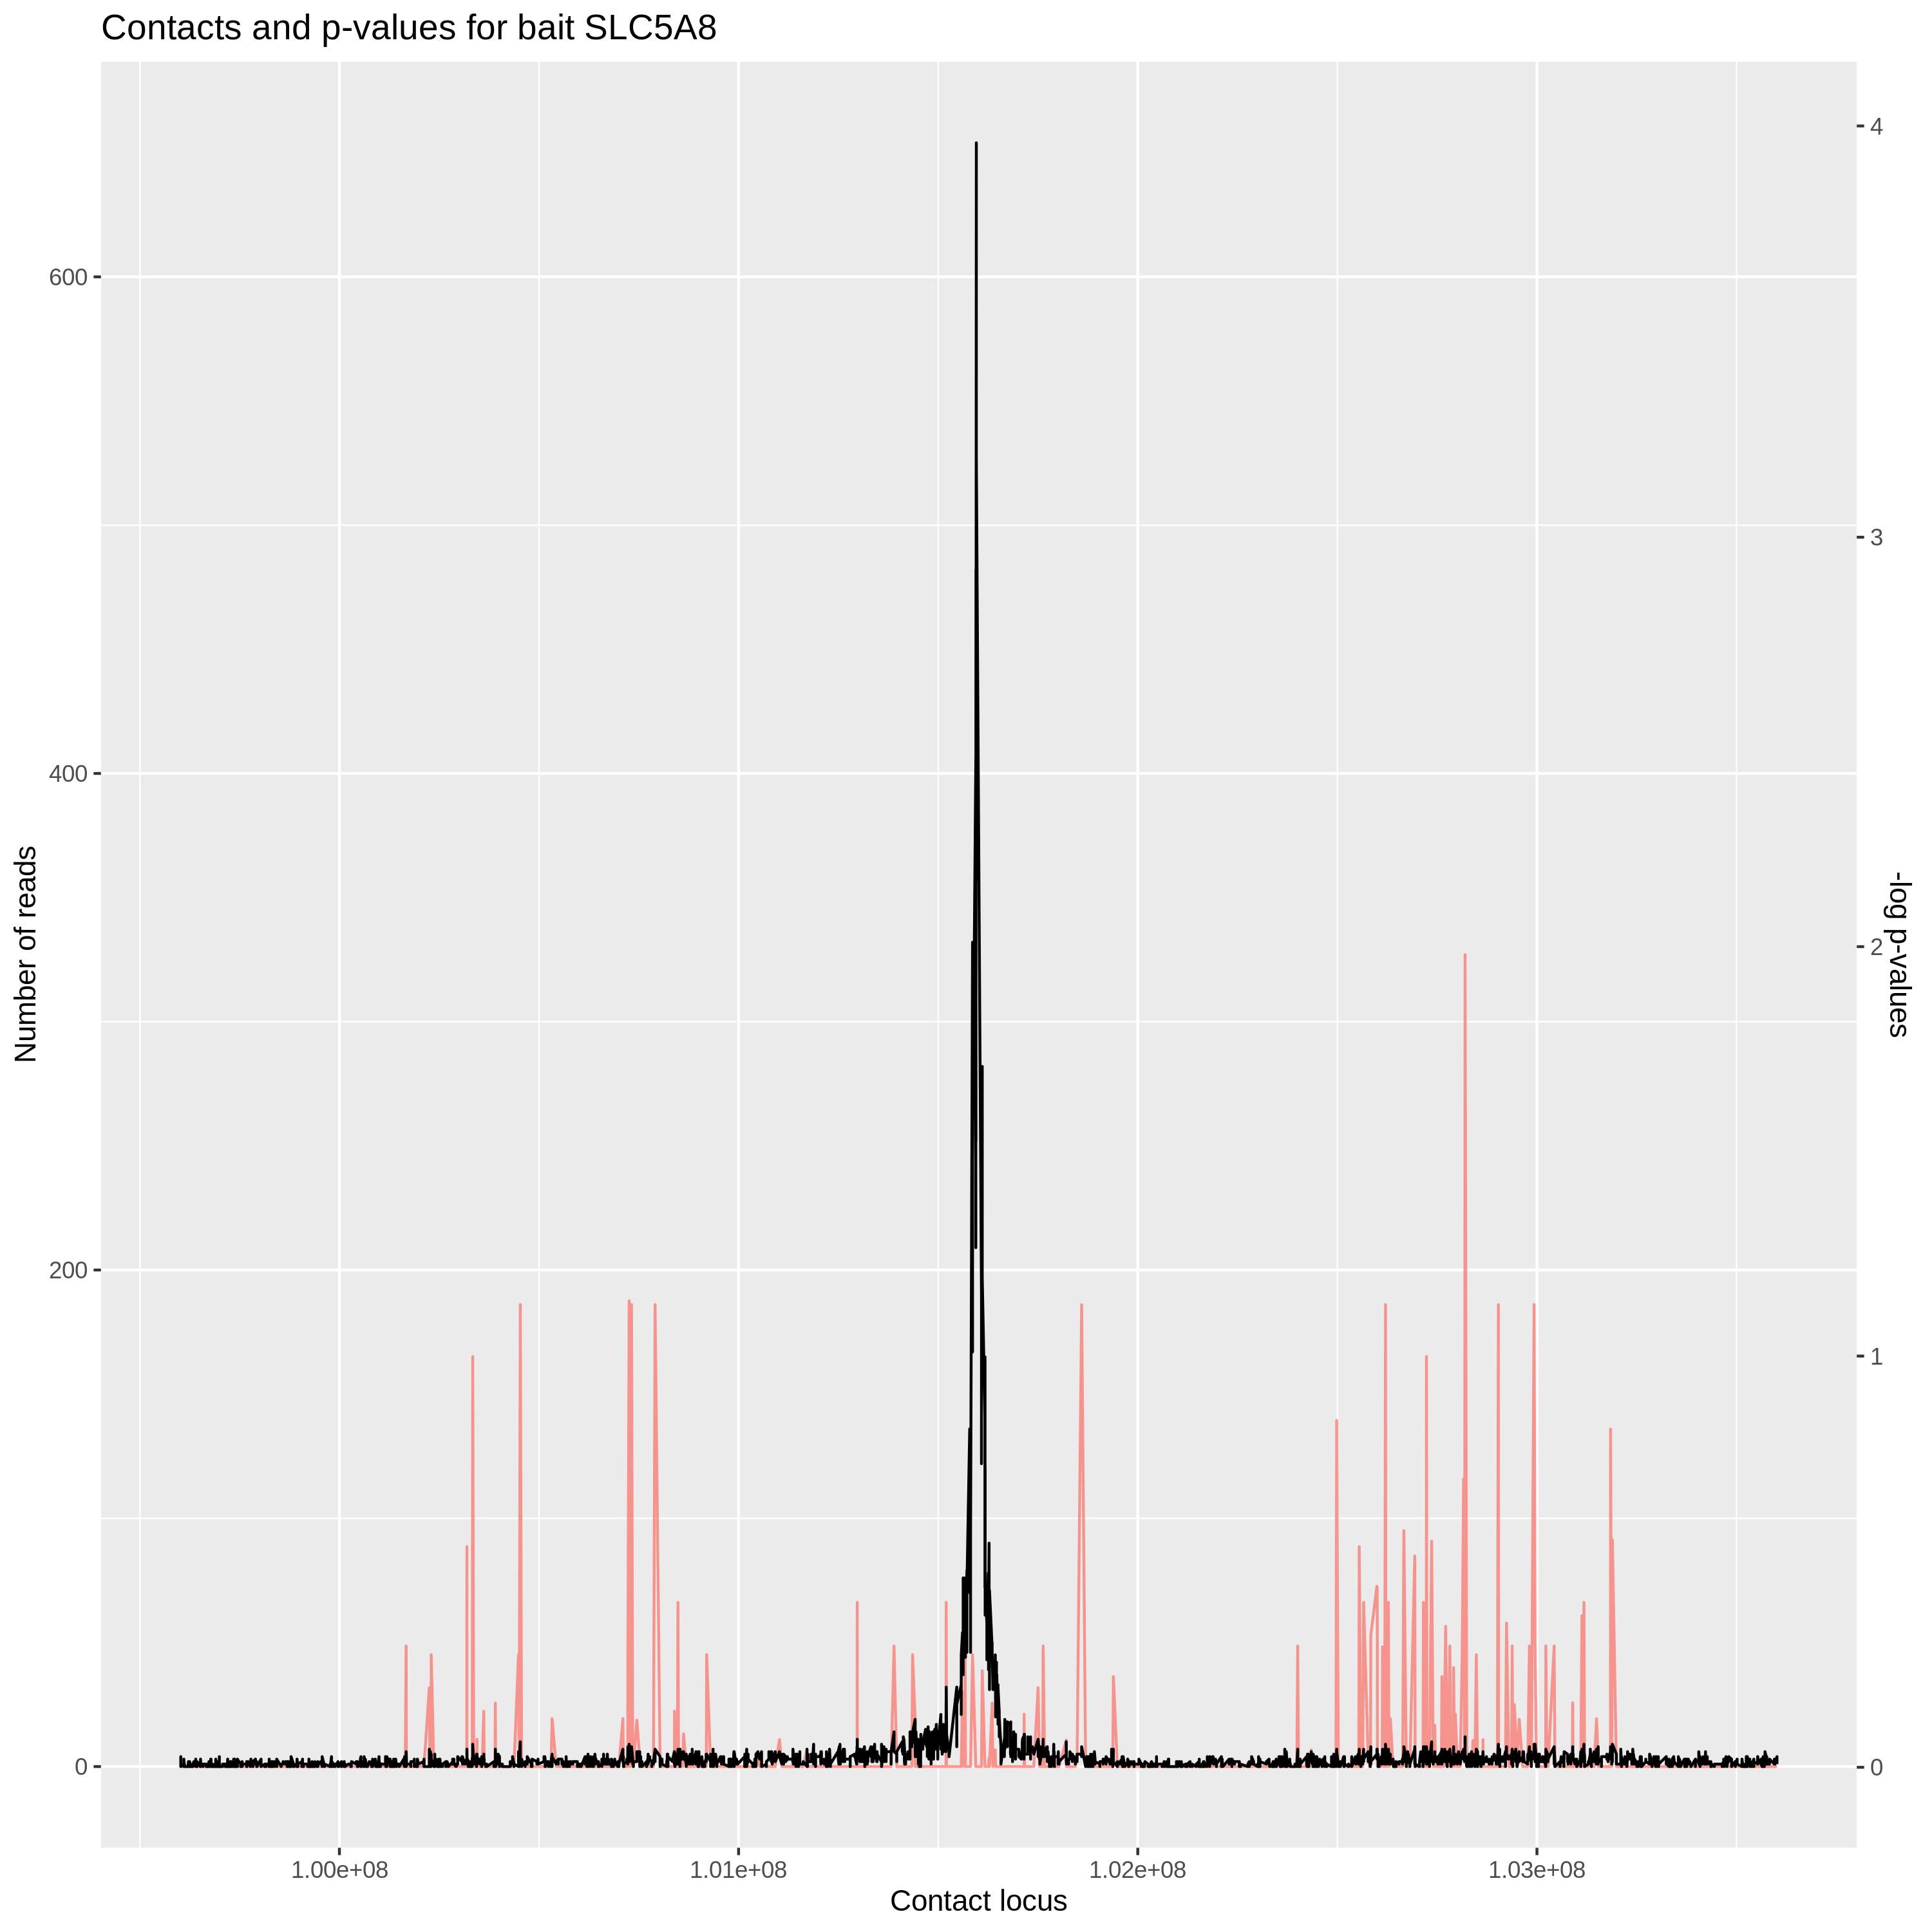 Contacts and p-values for bait SLC5A8
Number of reads
600
400
200
0
4
3
2
1
0
-log p-values
1.00e+08
1.01e+08
1.02e+08
1.03e+08
Contact locus